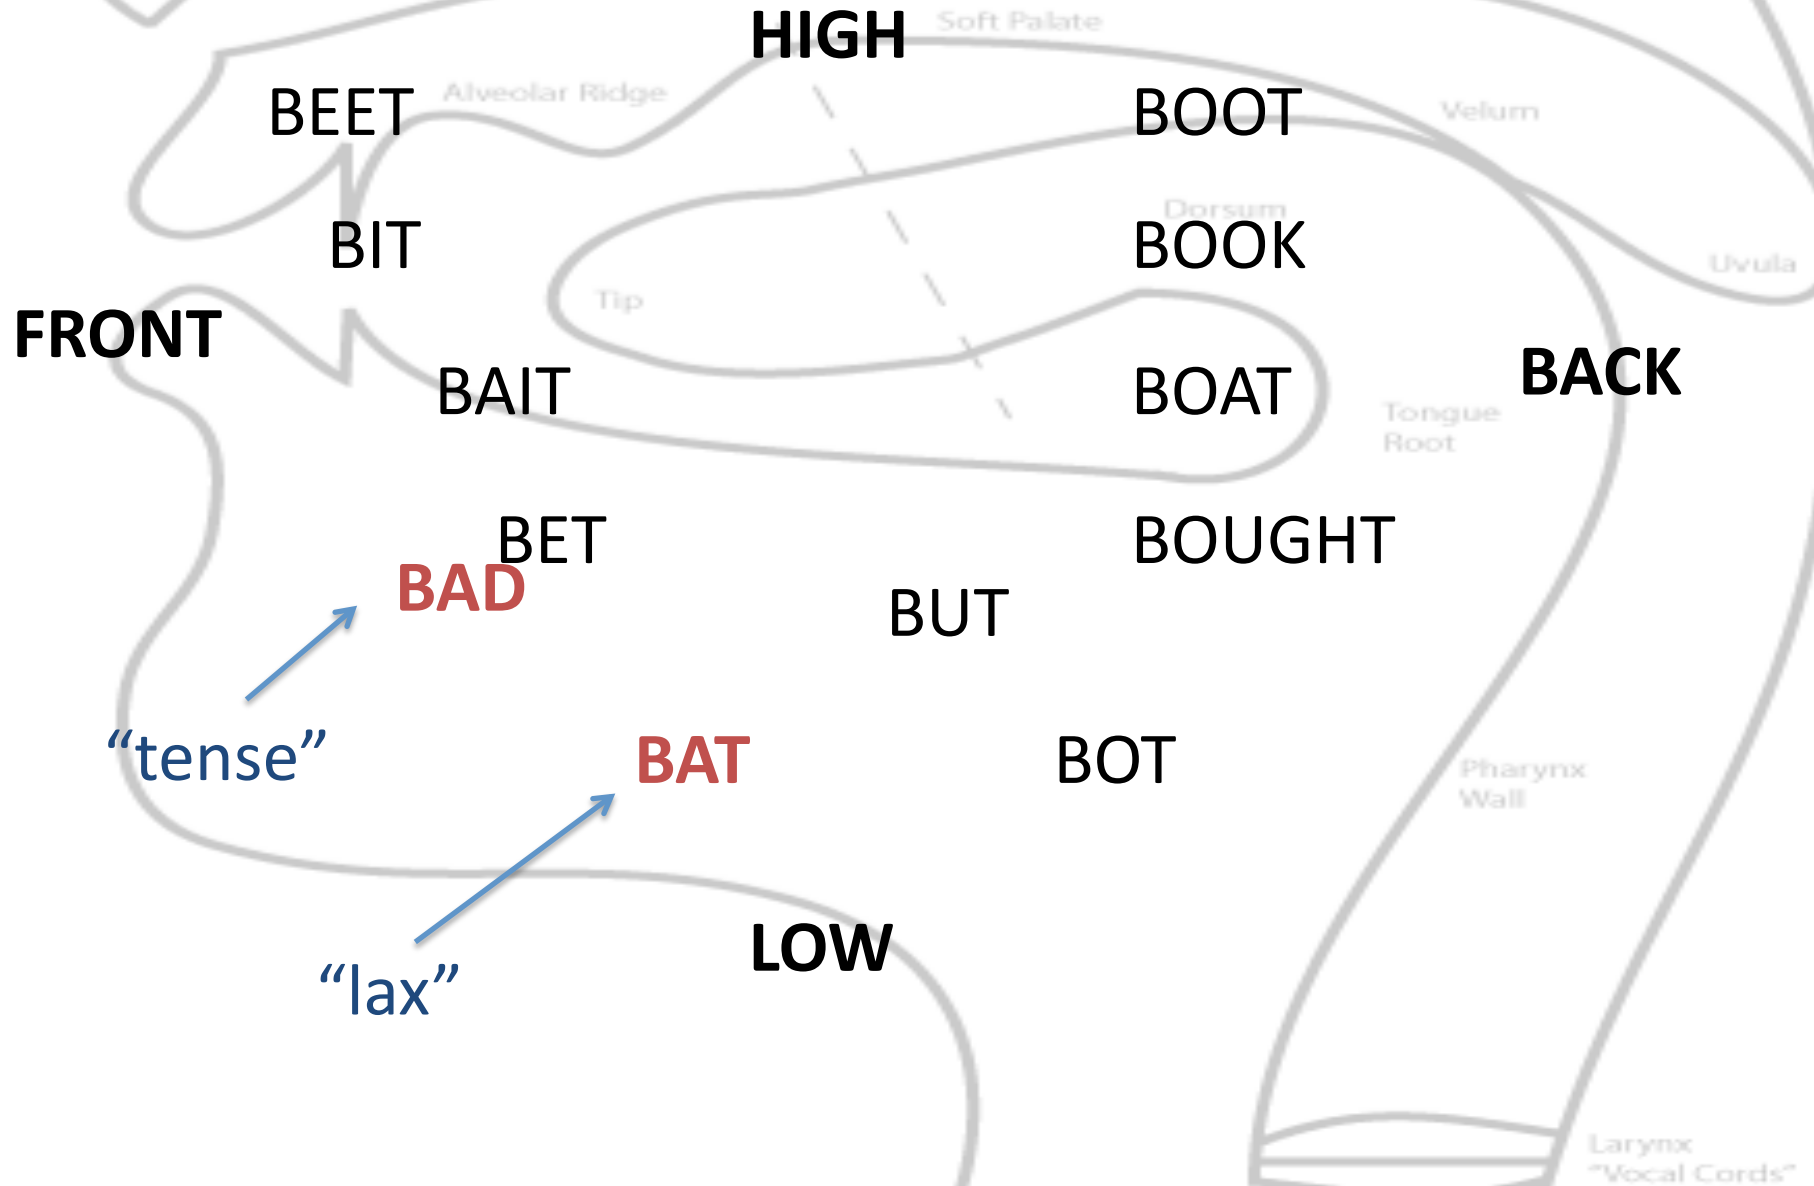 HIGH
Soft Palate
BEET
Alveolar Ridge
BOOT
Velum
Dorsum
BIT
BOOK
Uvula
Tip
FRONT
BACK
BAIT
BOAT
Tongue
Root
BET
BOUGHT
BAD
BUT
“tense”
BAT
BOT
Pharynx
Wall
LOW
“lax”
Larynx
“Vocal Cords”